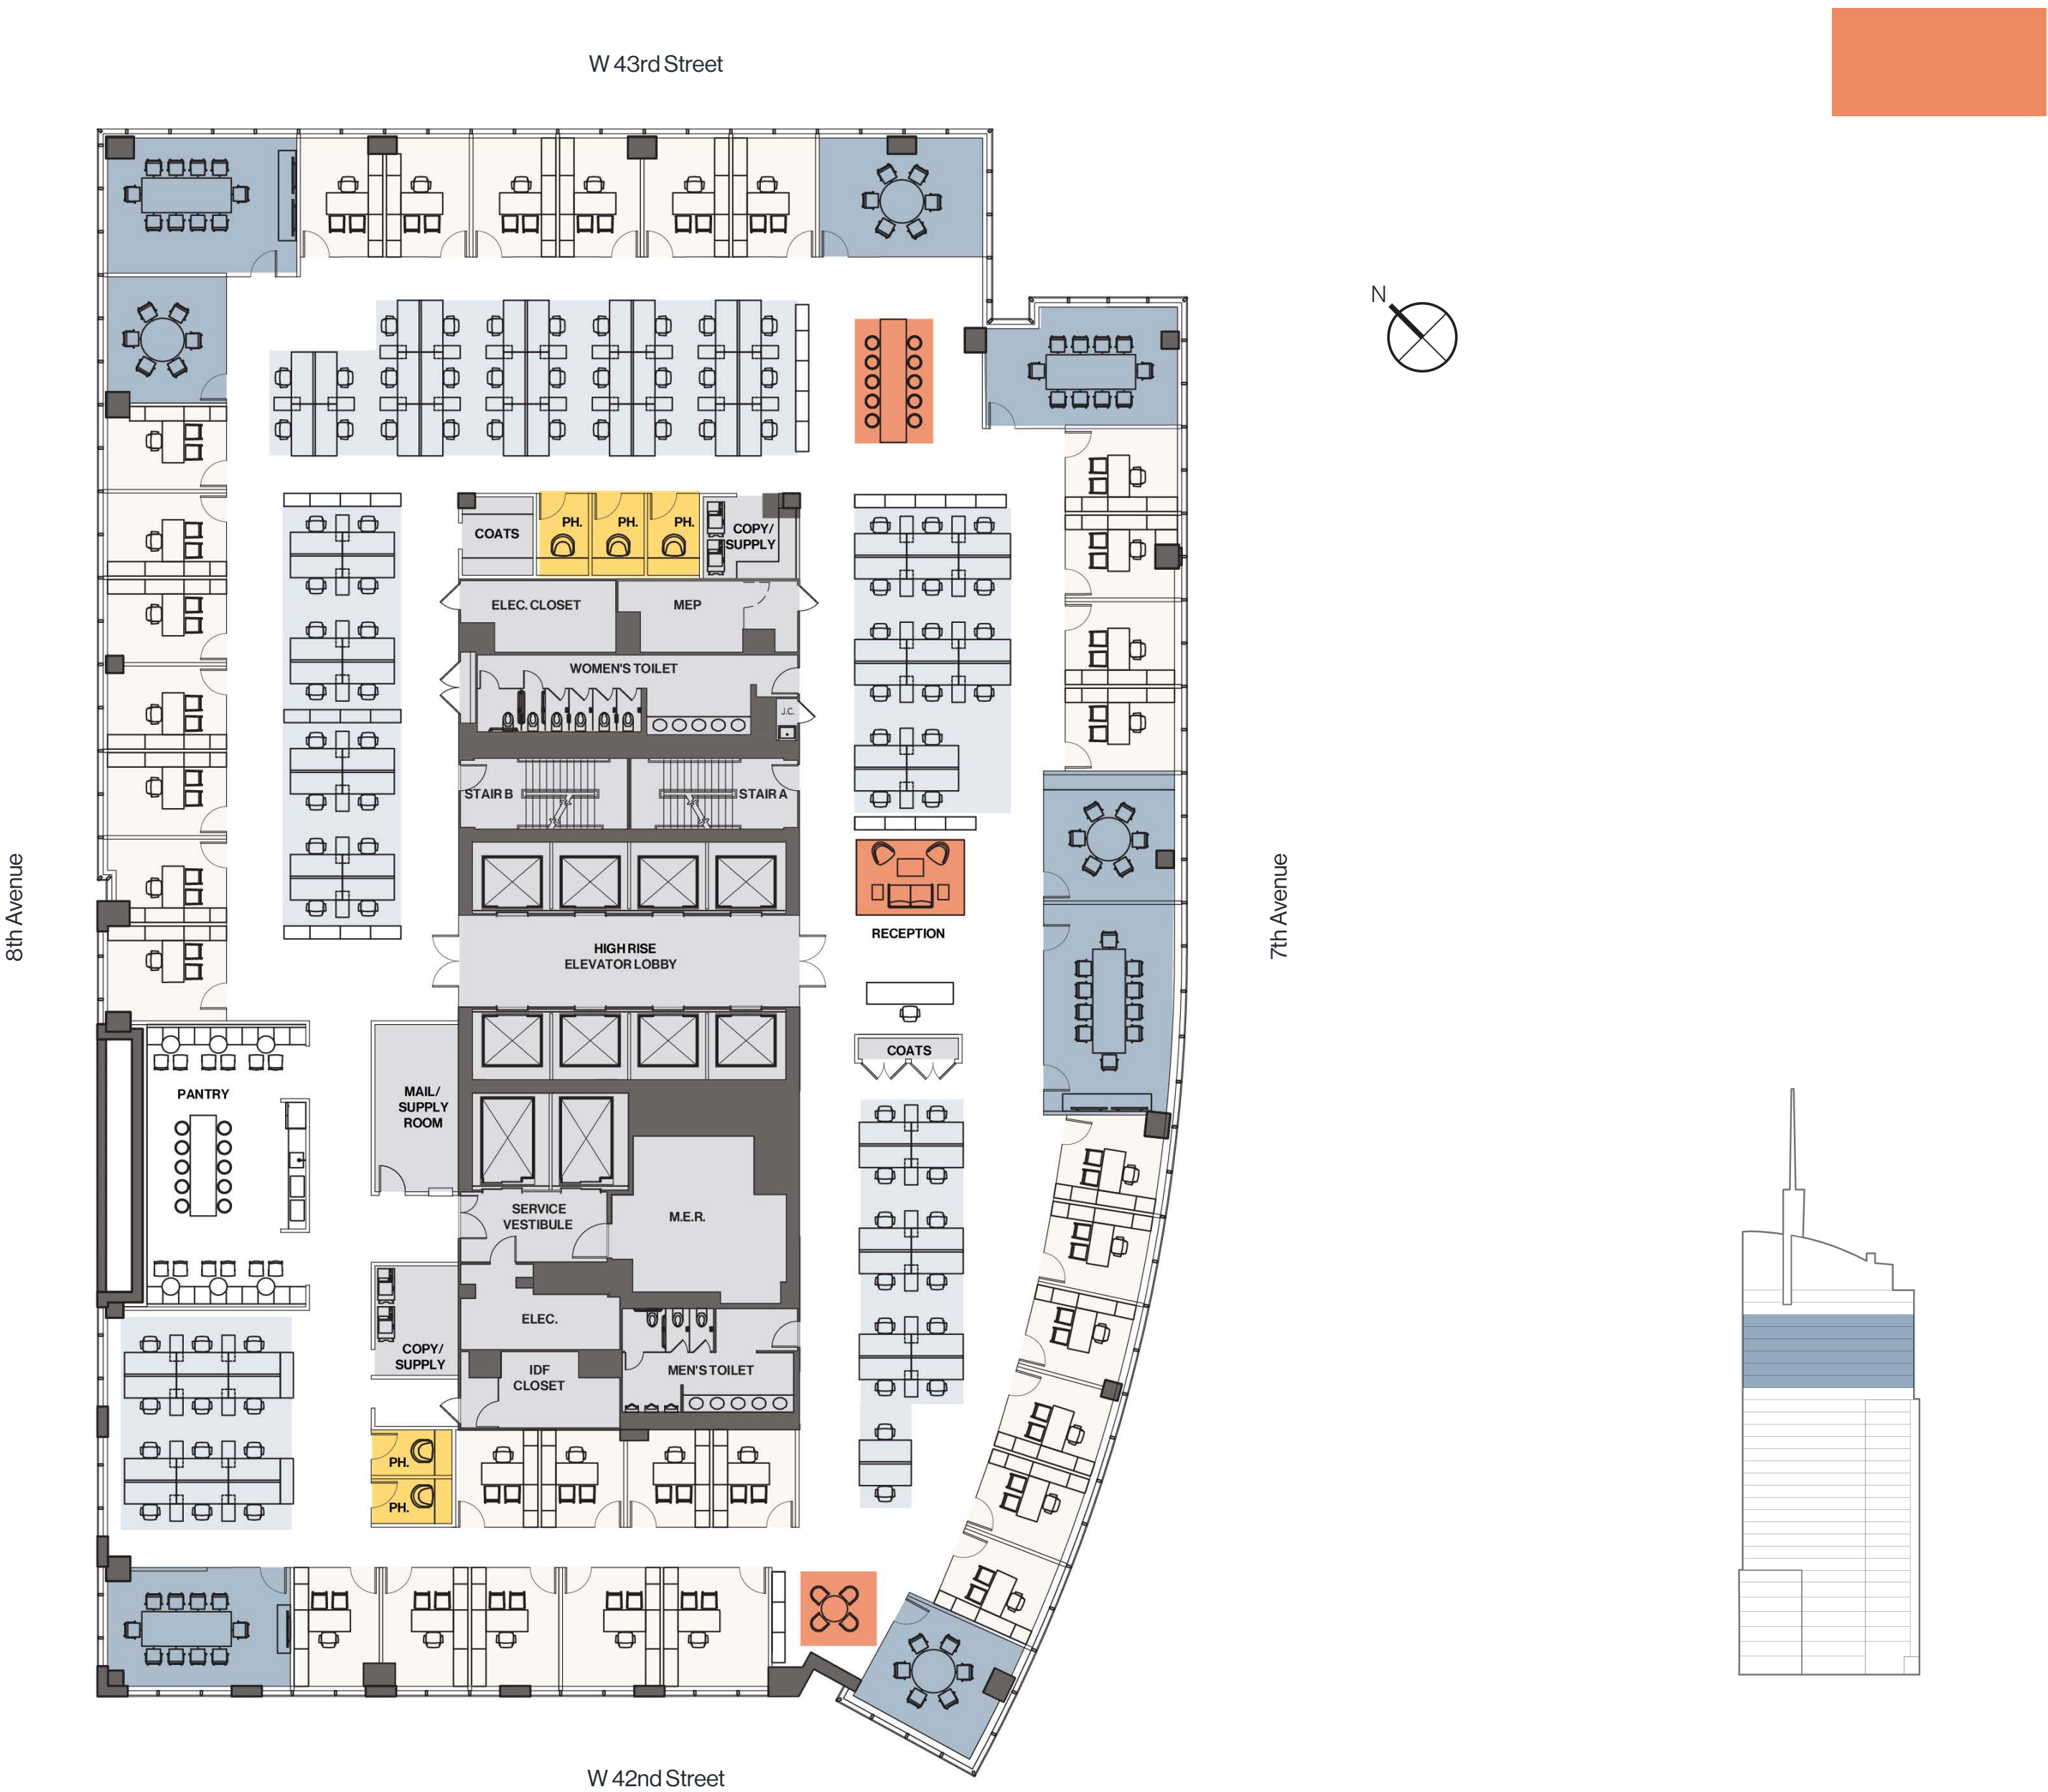 W 43rd Street
N
PH.
PH.
PH.
COATS
COPY/
SUPPLY
ELEC. CLOSET
MEP
WOMEN'S TOILET
J.C.
STAIR B
STAIR A
8th Avenue
7th Avenue
RECEPTION
HIGH RISE
ELEVATOR LOBBY
COATS
PANTRY
MAIL/
SUPPLY
ROOM
SERVICE
VESTIBULE
M.E.R.
ELEC.
COPY/
SUPPLY
IDF
CLOSET
MEN'S TOILET
PH.
PH.
W 42nd Street